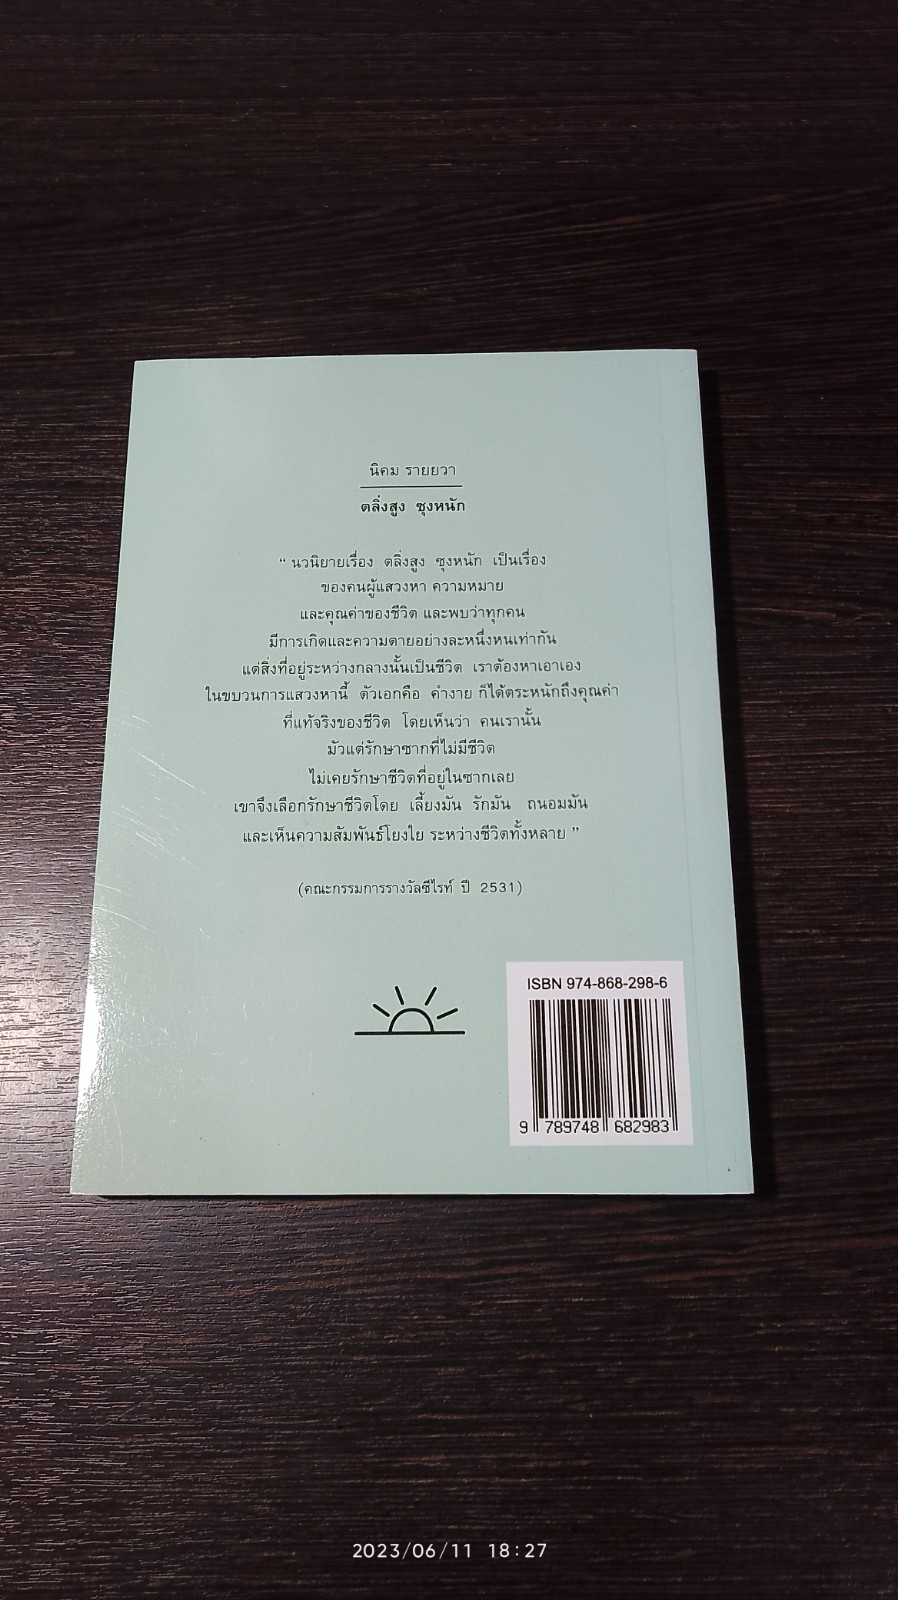 นิคม รายยวา
ตลิ่งสูง ซุงหนัก
“ นวนิยายเรื่อง ตลิ่งสูง ซุงหนัก เป็นเรื่อง
ของคนผู้แสวงหา ความหมาย
และคุณค่าของชีวิต และพบว่าทุกคน
มีการเกิดและความตายอย่างละหนึ่งหนเท่ากัน
แต่สิ่งที่อยู่ระหว่างกลางนั้นเป็นชีวิต เราต้องหาเอาเอง
ในขบวนการแสวงหานี้ ตัวเอกคือ คำงาย ก็ได้ตระหนักถึงคุณค่า
ที่แท้จริงของชีวิต โดยเห็นว่า คนเรานั้น
มัวแต่รักษาซากที่ไม่มีชีวิต
ไม่เคยรักษาชีวิตที่อยู่ในซากเลย
เขาจึงเลือกรักษาชีวิตโดย เลี้ยงมัน รักมัน ถนอมมัน
และเห็นความสัมพันธ์โยงใย ระหว่างชีวิตทั้งหลาย ”
(คณะกรรมการรางวัลซีไรท์ ปี 2531)
ISBN 974-868-298-6
9 789748 682983
2023/06/11 18:27